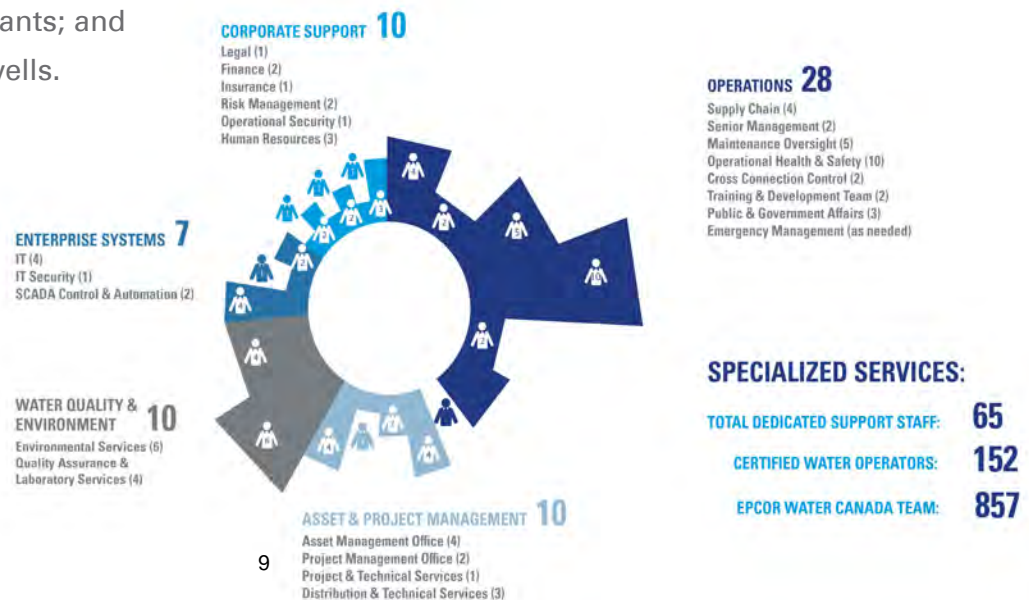 ants; and
wells.
CORPORATE SUPPORT 10
Legal (1)
Finance (2)
Insurance (1)
Risk Management (2)
Operational Security (1)
Human Resources (3)
OPERATIONS 28
Supply Chain (4)
Senior Management (2)
Maintenance Oversight (5)
Operational Health & Safety (10)
Cross Connection Control (2)
Training & Development Team (2)
Public & Government Affairs (3)
Emergency Management (as needed)
ENTERPRISE SYSTEMS 7
IT (4)
IT Security (1)
SCADA Control & Automation (2)
WATER QUALITY &
ENVIRONMENT 10
Environmental Services (6)
Quality Assurance &
Laboratory Services (4)
SPECIALIZED SERVICES:
TOTAL DEDICATED SUPPORT STAFF: 65
CERTIFIED WATER OPERATORS: 152
EPCOR WATER CANADA TEAM: 857
ASSET & PROJECT MANAGEMENT 10
Asset Management Office (4)
Project Management Office (2)
Project & Technical Services (1)
Distribution & Technical Services (3)
9